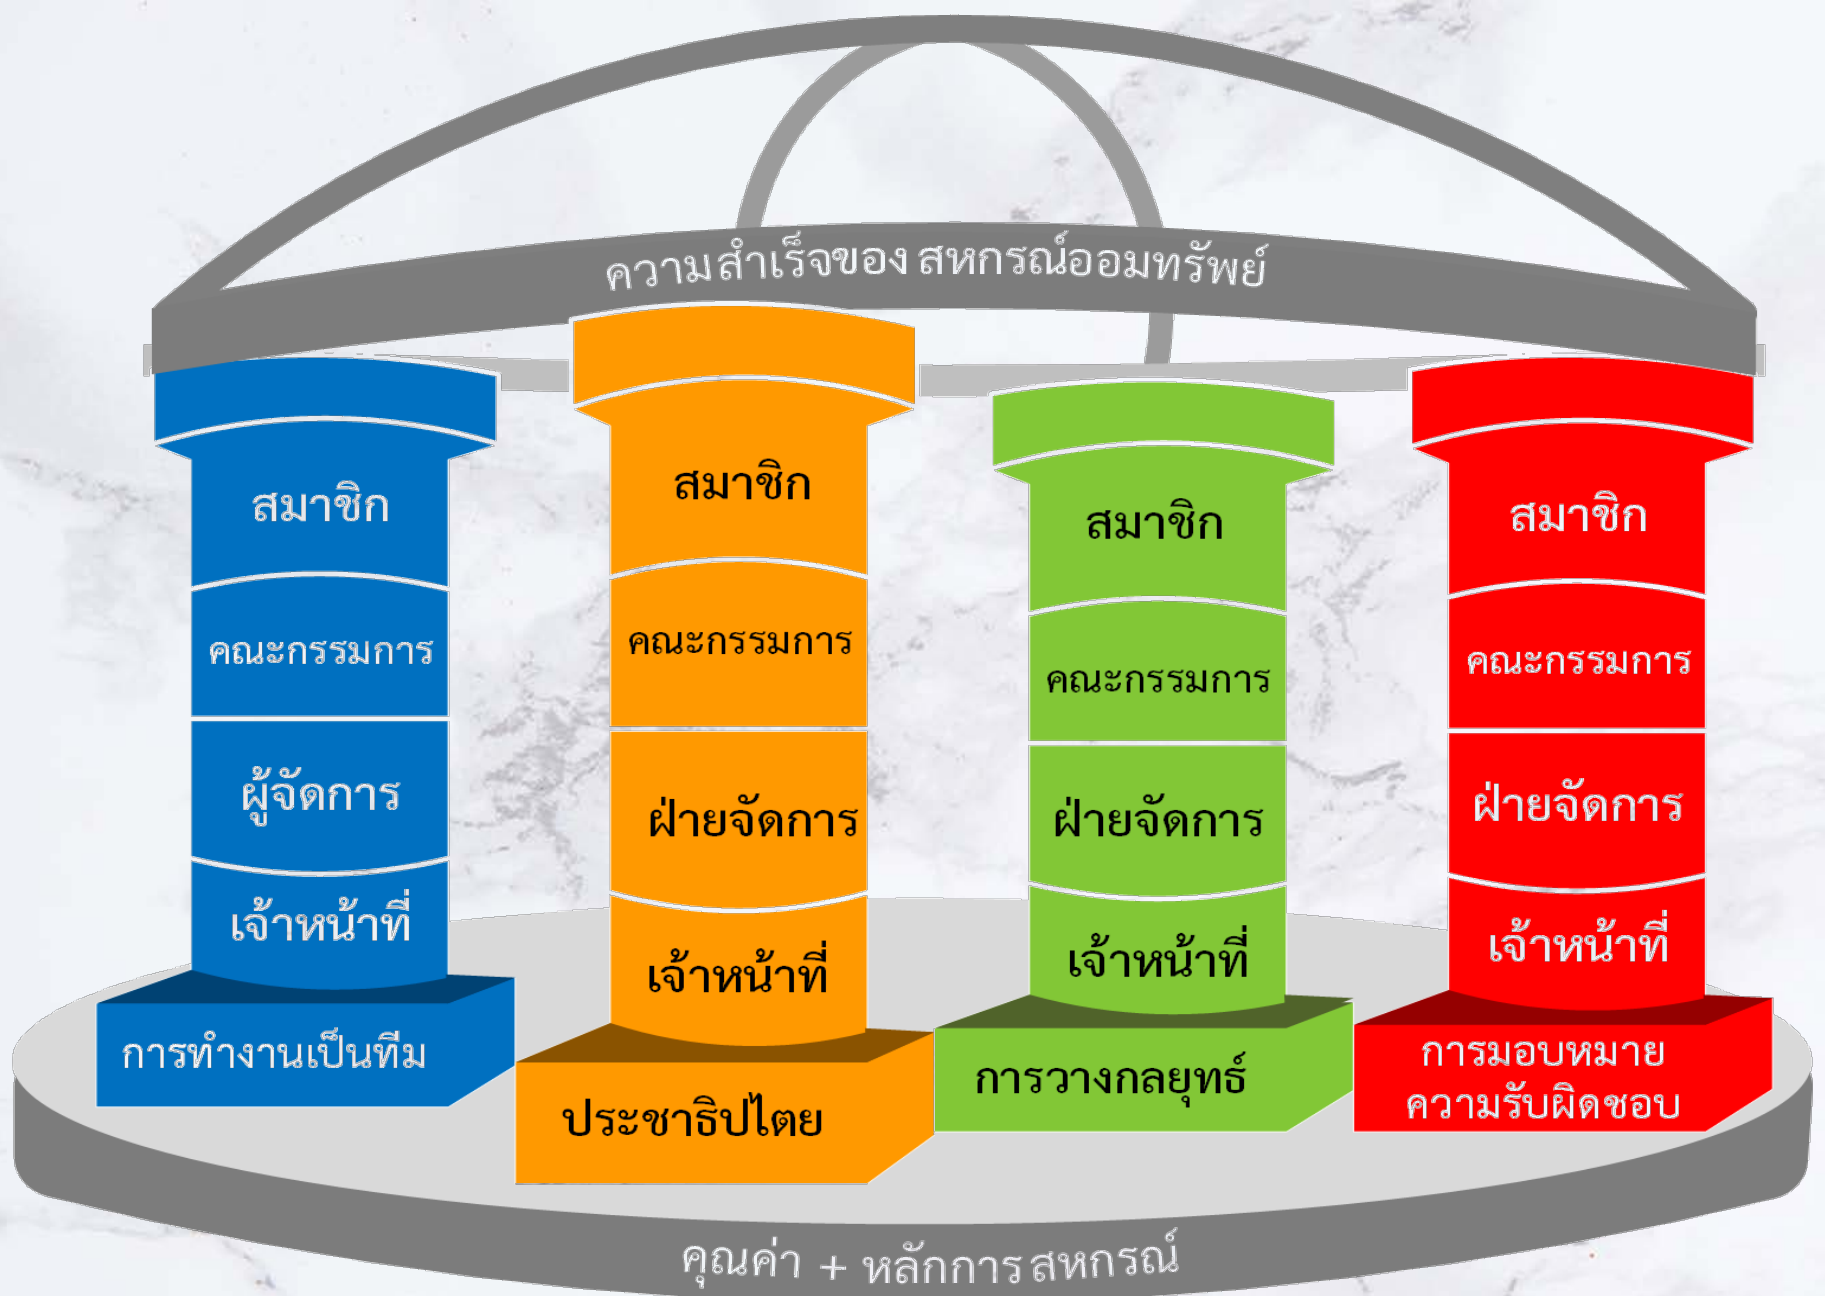 ความสำเร็จของ สหกรณ์ออมทรัพย์
สมาชิก
คณะกรรมการ
ผู้จัดการ
เจ้าหน้าที่
การทำงานเป็นทีม
สมาชิก
คณะกรรมการ
ฝ่ายจัดการ
เจ้าหน้าที่
ประชาธิปไตย
สมาชิก
คณะกรรมการ
ฝ่ายจัดการ
เจ้าหน้าที่
การวางกลยุทธ์
สมาชิก
คณะกรรมการ
ฝ่ายจัดการ
เจ้าหน้าที่
การมอบหมาย
ความรับผิดชอบ
คุณค่า + หลักการ สหกรณ์